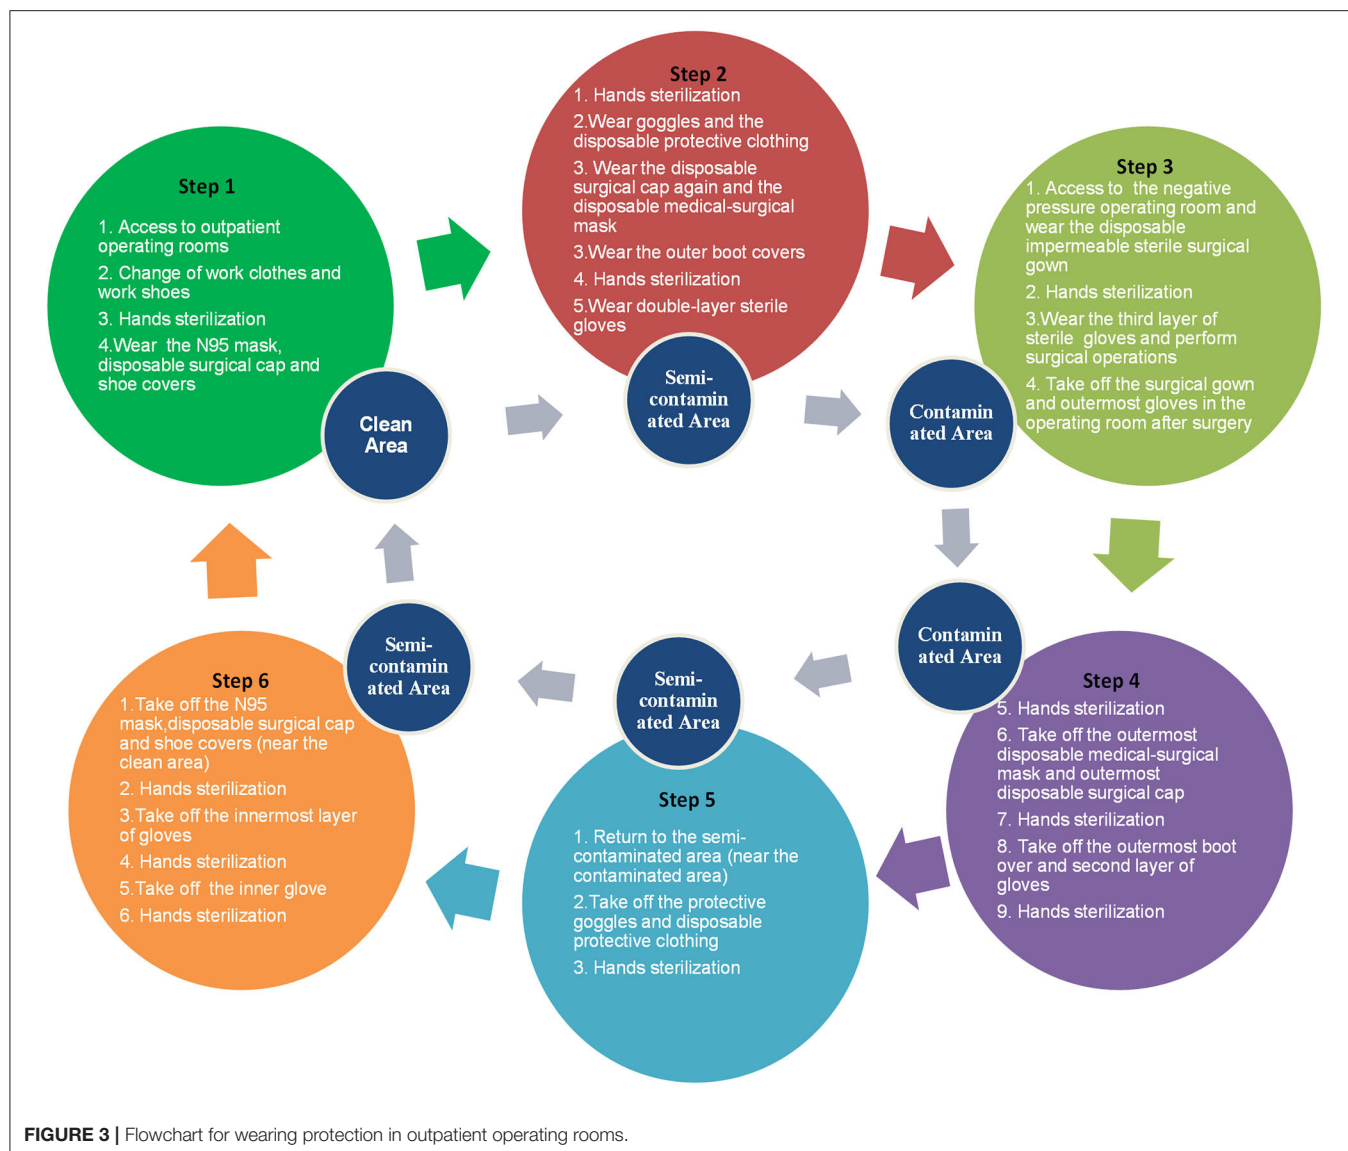 Step 1
1. Access to outpatient
operating rooms
2. Change of work clothes and
work shoes
3. Hands sterilization
4.Wear the N95 mask,
disposable surgical cap and
shoe covers
Clean
Area
Step 2
1. Hands sterilization
2.Wear goggles and the
disposable protective clothing
3. Wear the disposable
surgical cap again and the
disposable medical-surgical
mask
3.Wear the outer boot covers
4. Hands sterilization
5.Wear double-layer sterile
gloves
Semi-
contamin
ated Area
Step 3
1. Access to the negative
pressure operating room and
wear the disposable
impermeable sterile surgical
gown
2. Hands sterilization
3.Wear the third layer of
sterile gloves and perform
surgical operations
4. Take off the surgical gown
and outermost gloves in the
operating room after surgery
Contamin
ated Area
Contamin
ated Area
Step 4
5. Hands sterilization
6. Take off the outermost
disposable medical-surgical
mask and outermost
disposable surgical cap
7. Hands sterilization
8. Take off the outermost boot
over and second layer of
gloves
9. Hands sterilization
Semi-
contamin
ated Area
Step 5
1. Return to the semi-
contaminated area (near the
contaminated area)
2.Take off the protective
goggles and disposable
protective clothing
3. Hands sterilization
Semi-
contamin
ated Area
Step 6
1.Take off the N95
mask,disposable surgical cap
and shoe covers (near the
clean area)
2. Hands sterilization
3.Take off the innermost layer
of gloves
4. Hands sterilization
5.Take off the inner glove
6. Hands sterilization
FIGURE 3 | Flowchart for wearing protection in outpatient operating rooms.